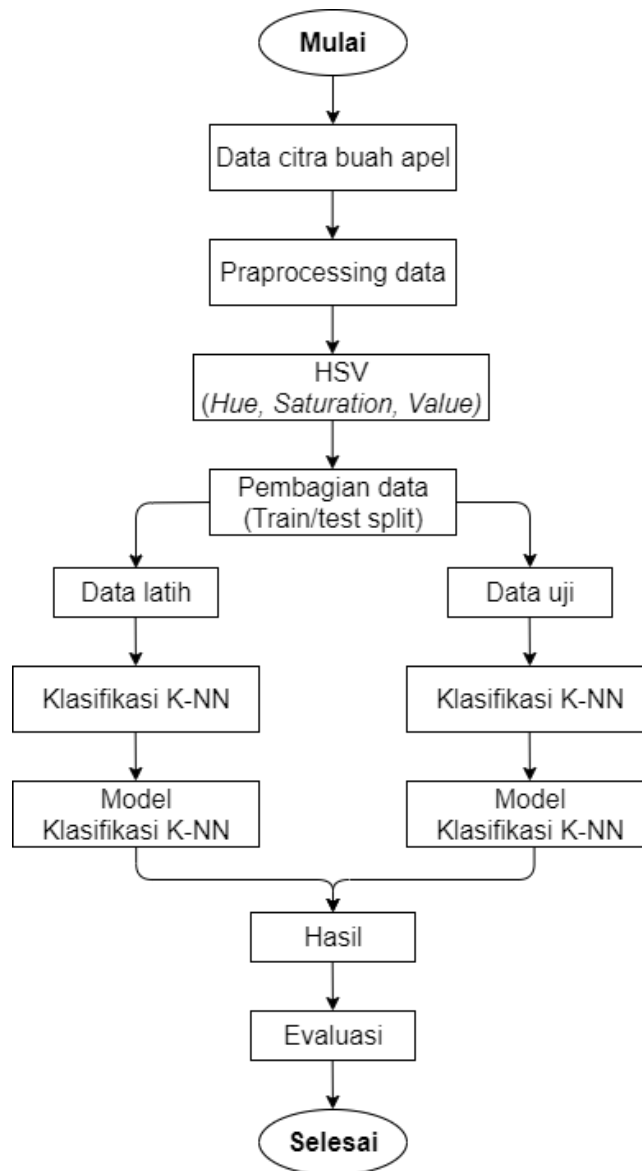 Mulai
Data citra buah apel
Praprocessing data
HSV
(Hue, Saturation, Value)
Pembagian data
(Train/test split)
Data latih
Data uji
Klasifikasi K-NN
Klasifikasi K-NN
Model
Klasifikasi K-NN
Model
Klasifikasi K-NN
Hasil
Evaluasi
Selesai